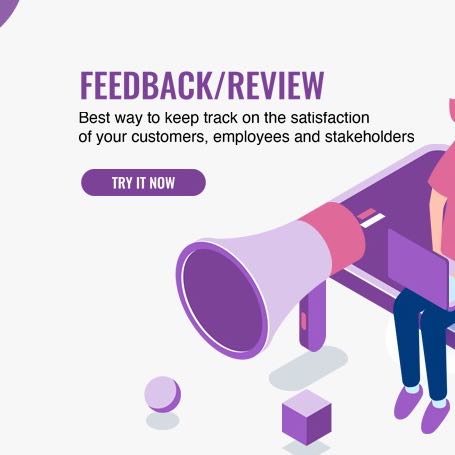 FEEDBACK/REVIEW
Best way to keep track on the satisfaction
of your customers, employees and stakeholders
TRY IT NOW